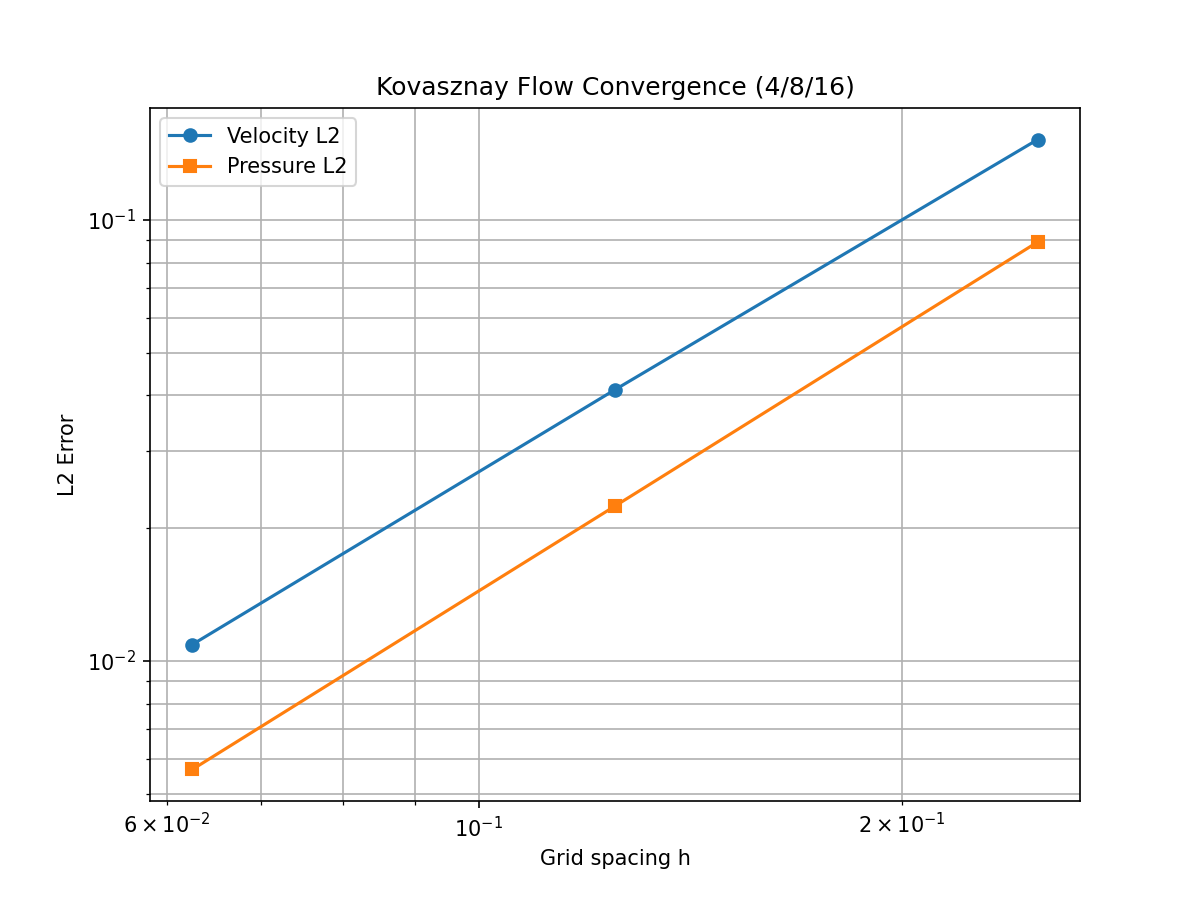 Kovasznay Flow Convergence (4/8/16)
Velocity L2
Pressure L2
10⁻¹
10⁻²
L2 Error
6 × 10⁻²
10⁻¹
2 × 10⁻¹
Grid spacing h